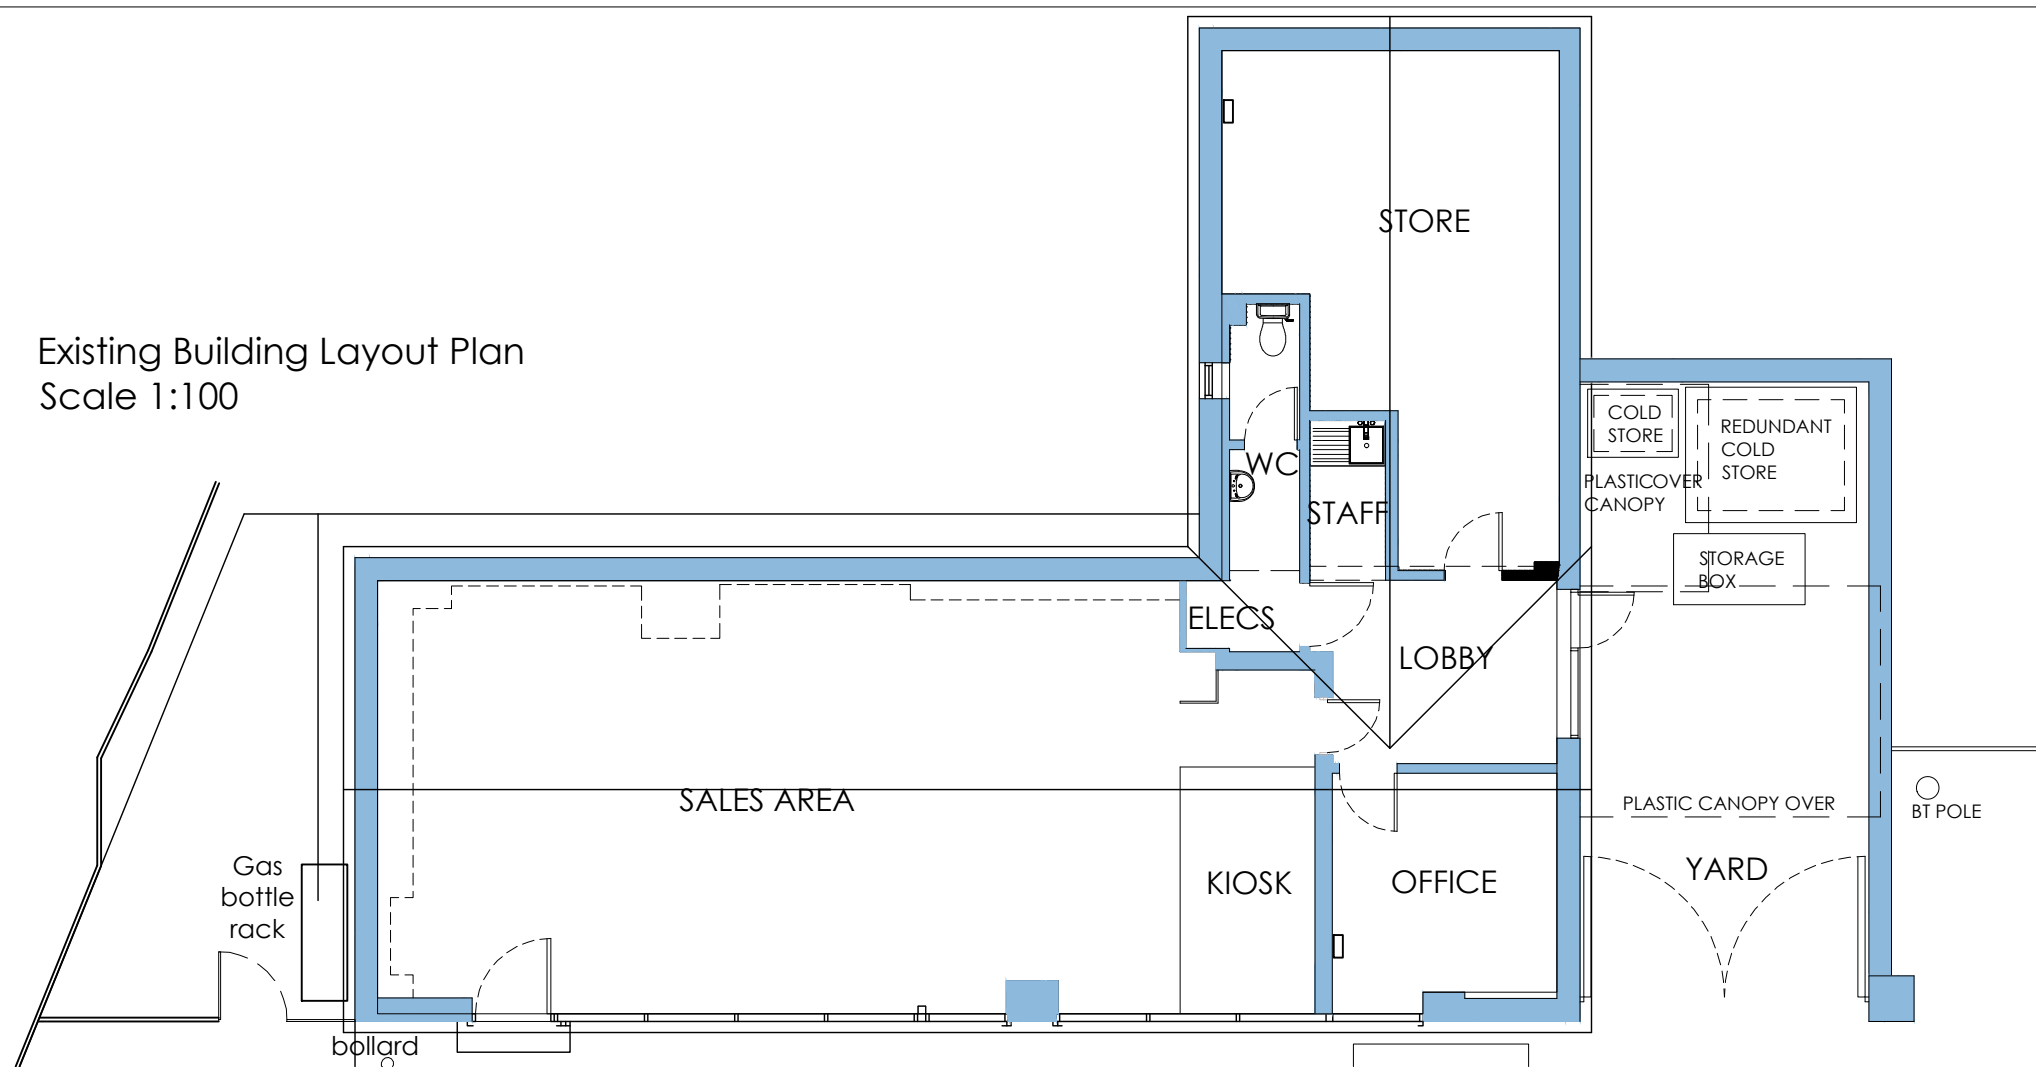 STORE
Existing Building Layout Plan
Scale 1:100
COLD
STORE
REDUNDANT
COLD
STORE
WC
PLASTICOVER
CANOPY
STAFF
STORAGE
BOX
ELECS
LOBBY
SALES AREA
PLASTIC CANOPY OVER
BT POLE
Gas
bottle
rack
KIOSK
OFFICE
YARD
bollard